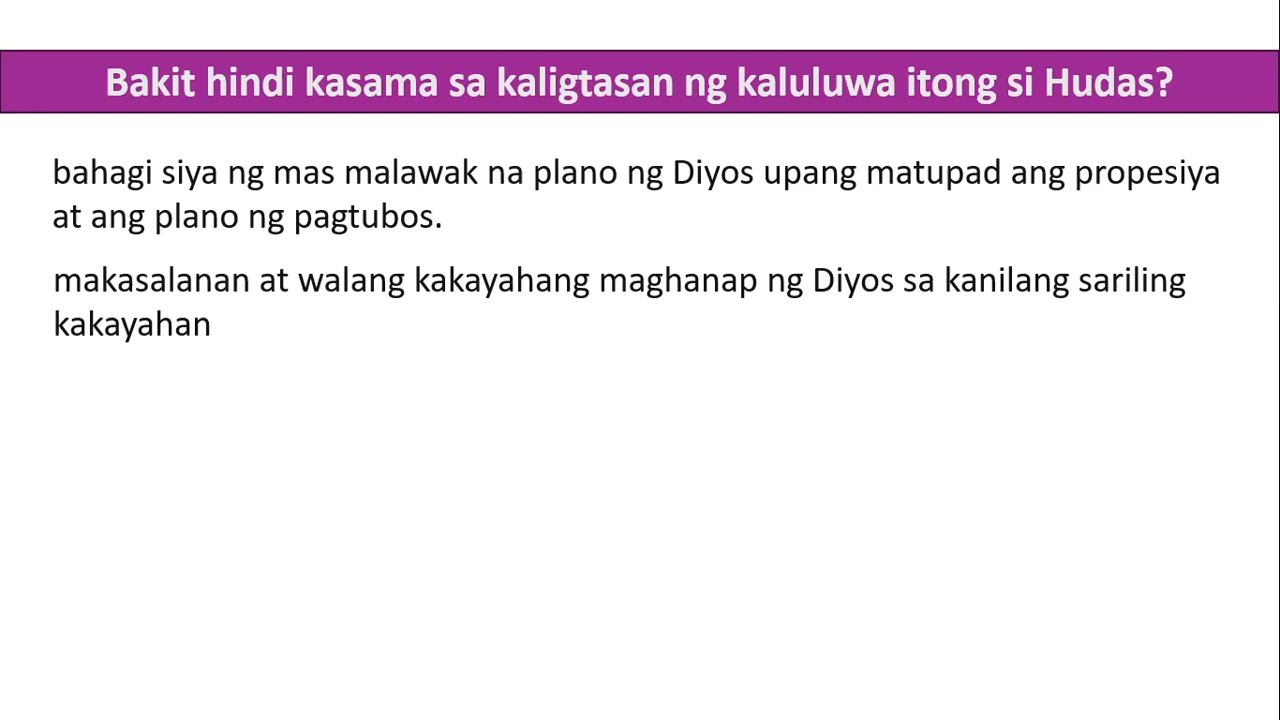 Bakit hindi kasama sa kaligtasan ng kaluluwa itong si Hudas?
bahagi siya ng mas malawak na plano ng Diyos upang matupad ang propesiya
at ang plano ng pagtubos.
makasalanan at walang kakayahang maghanap ng Diyos sa kanilang sariling
kakayahan